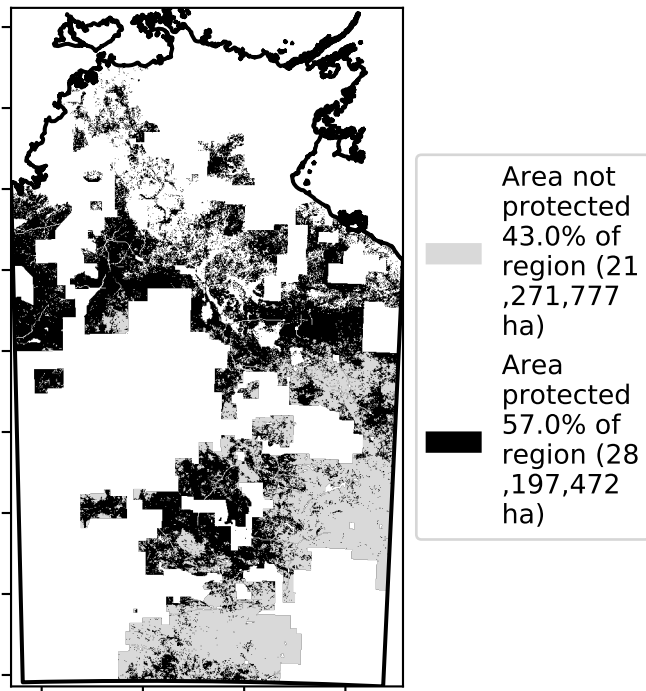 Area not
protected
43.0% of
region (21
,271,777
ha)
Area
protected
57.0% of
region (28
,197,472
ha)